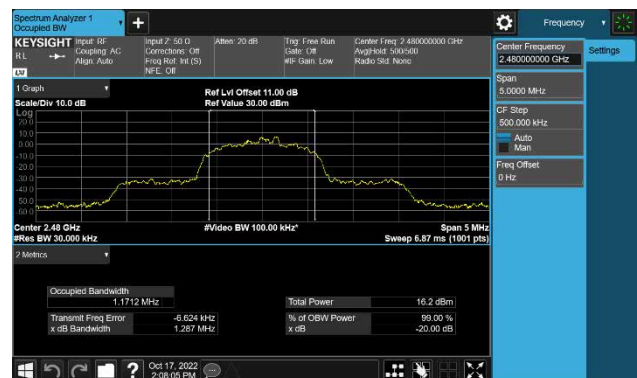 Spectrum Analyzer 1
Occupied BW
Frequency
KEYSIGHT
RL
Input: RF
Coupling: AC
Align: Auto
Input Z: 50 Ω
Corrections: Off
Freq Ref: Int (S)
NFE: Off
Atten: 20 dB
Trig: Free Run
Gate: Off
#IF Gain: Low
Center Freq: 2.480000000 GHz
Avg|Hold: 500/500
Radio Std: None
LW
Center Frequency
2.480000000 GHz
Settings
Span
5.0000 MHz
CF Step
500.000 kHz
Auto
Man
Freq Offset
0 Hz
1 Graph
Scale/Div 10.0 dB
Ref Lvl Offset 11.00 dB
Ref Value 30.00 dBm
Log
20.0
10.0
0.00
-10.0
-20.0
-30.0
-40.0
-50.0
-60.0
Center 2.48 GHz
#Video BW 100.00 kHz*
Span 5 MHz
#Res BW 30.000 kHz
Sweep 6.87 ms (1001 pts)
2 Metrics
Occupied Bandwidth
1.1712 MHz
Total Power
16.2 dBm
Transmit Freq Error
-6.624 kHz
% of OBW Power
99.00 %
x dB Bandwidth
1.287 MHz
x dB
-20.00 dB
?
Oct 17, 2022
2:08:05 PM